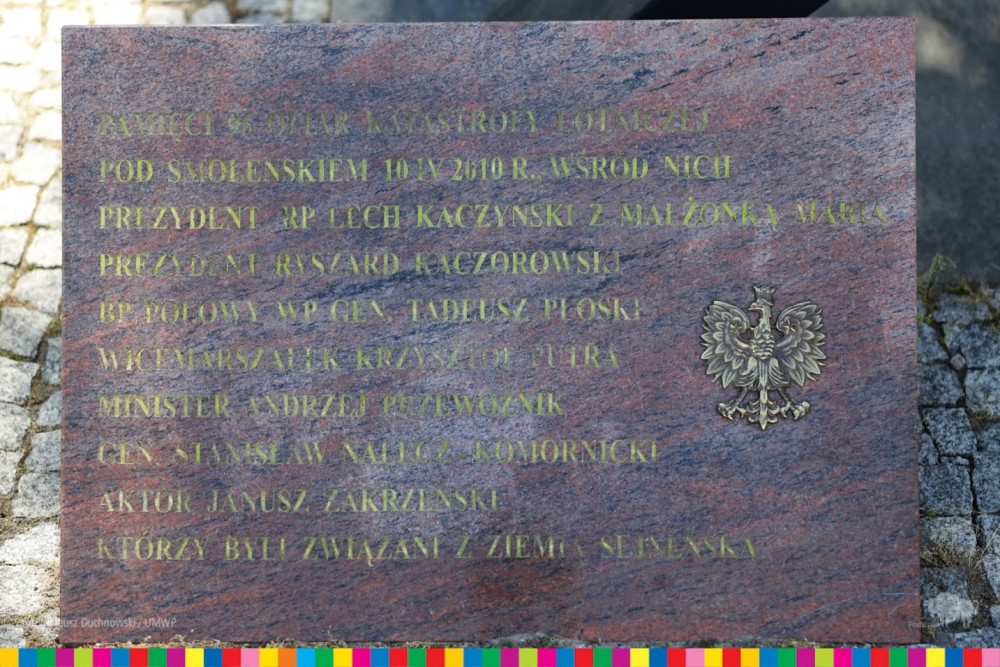 PAMIĘCI 96 OFIAR KATASTROFY LOTNICZEJ
POD SMOLEŃSKIEM 10 IV 2010 R., WŚRÓD NICH
PREZYDENT RP LECH KACZYŃSKI Z MAŁŻONKĄ MARIĄ
PREZYDENT RYSZARD KACZOROWSKI
BP POLOWY WP GEN. TADEUSZ PŁOSKI
WICEMARSZAŁEK KRZYSZTOF PUTRA
MINISTER ANDRZEJ PRZEWOŹNIK
GEN. STANISŁAW NAŁĘCZ-KOMORNICKI
AKTOR JANUSZ ZAKRZEŃSKI
KTÓRZY BYLI ZWIĄZANI Z ZIEMIĄ SEJNEŃSKĄ
Duchnowski / UMWP